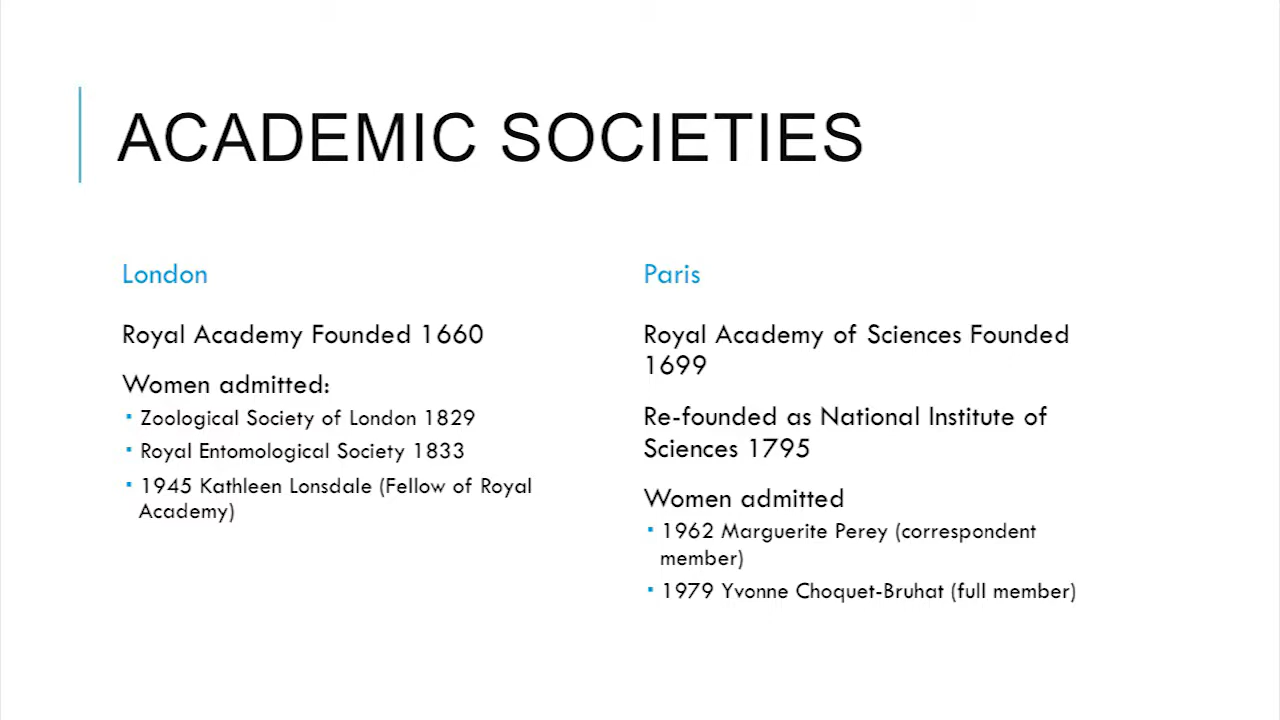 ACADEMIC SOCIETIES
London
Royal Academy Founded 1660
Women admitted:
▪ Zoological Society of London 1829
▪ Royal Entomological Society 1833
▪ 1945 Kathleen Lonsdale (Fellow of Royal
Academy)
Paris
Royal Academy of Sciences Founded
1699
Re-founded as National Institute of
Sciences 1795
Women admitted
▪ 1962 Marguerite Perey (correspondent
member)
▪ 1979 Yvonne Choquet-Bruhat (full member)